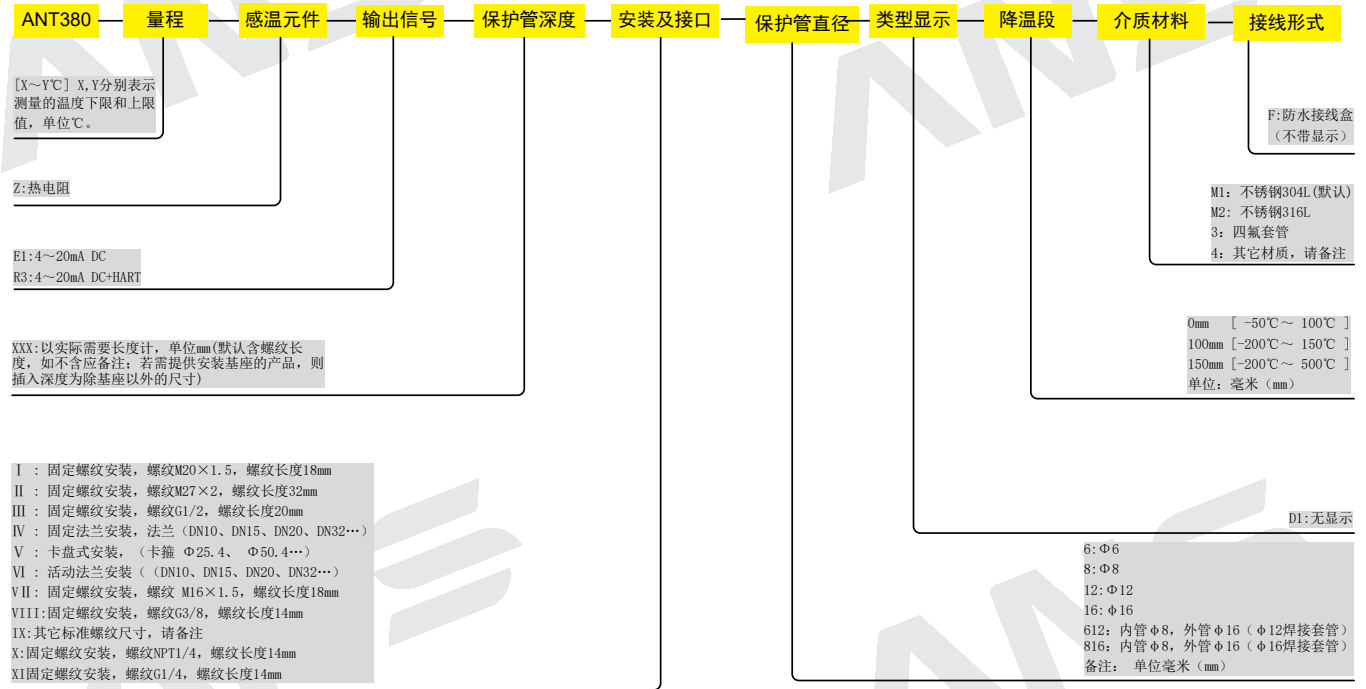 ANT380
量程
感温元件
输出信号
保护管深度
安装及接口
保护管直径
类型显示
降温段
介质材料
接线形式
[X～Y℃] X,Y分别表示
测量的温度下限和上限
值，单位℃。
Z:热电阻
E1:4～20mA DC
R3:4～20mA DC+HART
XXX:以实际需要长度计，单位mm(默认含螺纹长
度，如不含应备注；若需提供安装基座的产品，则
插入深度为除基座以外的尺寸)
Ⅰ : 固定螺纹安装，螺纹M20×1.5，螺纹长度18mm
Ⅱ : 固定螺纹安装，螺纹M27×2，螺纹长度32mm
Ⅲ : 固定螺纹安装，螺纹G1/2，螺纹长度20mm
Ⅳ : 固定法兰安装，法兰（DN10、DN15、DN20、DN32…）
Ⅴ : 卡盘式安装，（卡箍 Φ25.4、 Φ50.4…）
Ⅵ : 活动法兰安装（（DN10、DN15、DN20、DN32…）
VⅡ: 固定螺纹安装，螺纹 M16×1.5，螺纹长度18mm
VIII:固定螺纹安装，螺纹G3/8，螺纹长度14mm
IX:其它标准螺纹尺寸，请备注
X:固定螺纹安装，螺纹NPT1/4，螺纹长度14mm
XI固定螺纹安装，螺纹G1/4，螺纹长度14mm
F:防水接线盒
（不带显示）
M1: 不锈钢304L(默认)
M2: 不锈钢316L
3: 四氟套管
4: 其它材质，请备注
0mm [ -50℃～ 100℃ ]
100mm [-200℃～ 150℃ ]
150mm [-200℃～ 500℃ ]
单位: 毫米（mm）
D1:无显示
6:Φ6
8:Φ8
12:Φ12
16:φ16
612: 内管φ8，外管φ16（φ12焊接套管）
816: 内管φ8，外管φ16（φ16焊接套管）
备注: 单位毫米（mm）